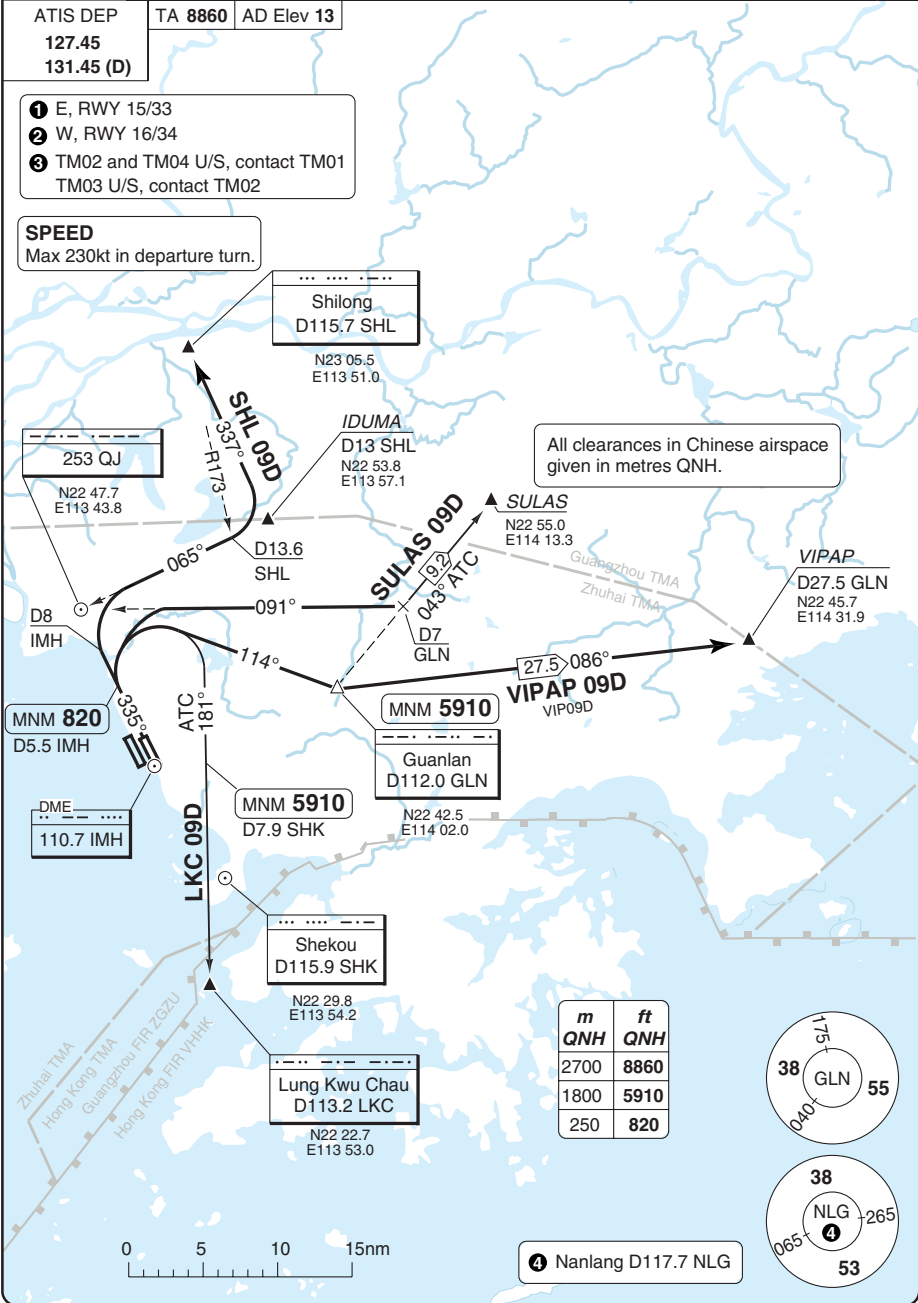 ATIS DEP
127.45
131.45 (D)
TA 8860
AD Elev 13
1 E, RWY 15/33
2 W, RWY 16/34
3 TM02 and TM04 U/S, contact TM01
TM03 U/S, contact TM02
SPEED
Max 230kt in departure turn.
Shilong
D115.7 SHL
N23 05.5
E113 51.0
SHL 09D
337°
R173
IDUMA
D13 SHL
N22 53.8
E113 57.1
253 QJ
N22 47.7
E113 43.8
All clearances in Chinese airspace
given in metres QNH.
SULAS
N22 55.0
E114 13.3
SULAS 09D
9.2
043° ATC
Guangzhou TMA
Zhuhai TMA
VIPAP
D27.5 GLN
N22 45.7
E114 31.9
D13.6
SHL
065°
091°
D7
GLN
D8
IMH
114°
27.5 086°
VIPAP 09D
VIP09D
MNM 820
D5.5 IMH
335°
ATC
181°
MNM 5910
Guanlan
D112.0 GLN
N22 42.5
E114 02.0
DME
110.7 IMH
MNM 5910
D7.9 SHK
LKC 09D
Shekou
D115.9 SHK
N22 29.8
E113 54.2
Zhuhai TMA
Hong Kong TMA
Guangzhou FIR ZGZU
Hong Kong FIR VHHK
Lung Kwu Chau
D113.2 LKC
N22 22.7
E113 53.0
m ft
QNH QNH
2700 8860
1800 5910
250 820
175
38
GLN
55
040
38
NLG
265
4
065
53
0 5 10 15nm
4 Nanlang D117.7 NLG